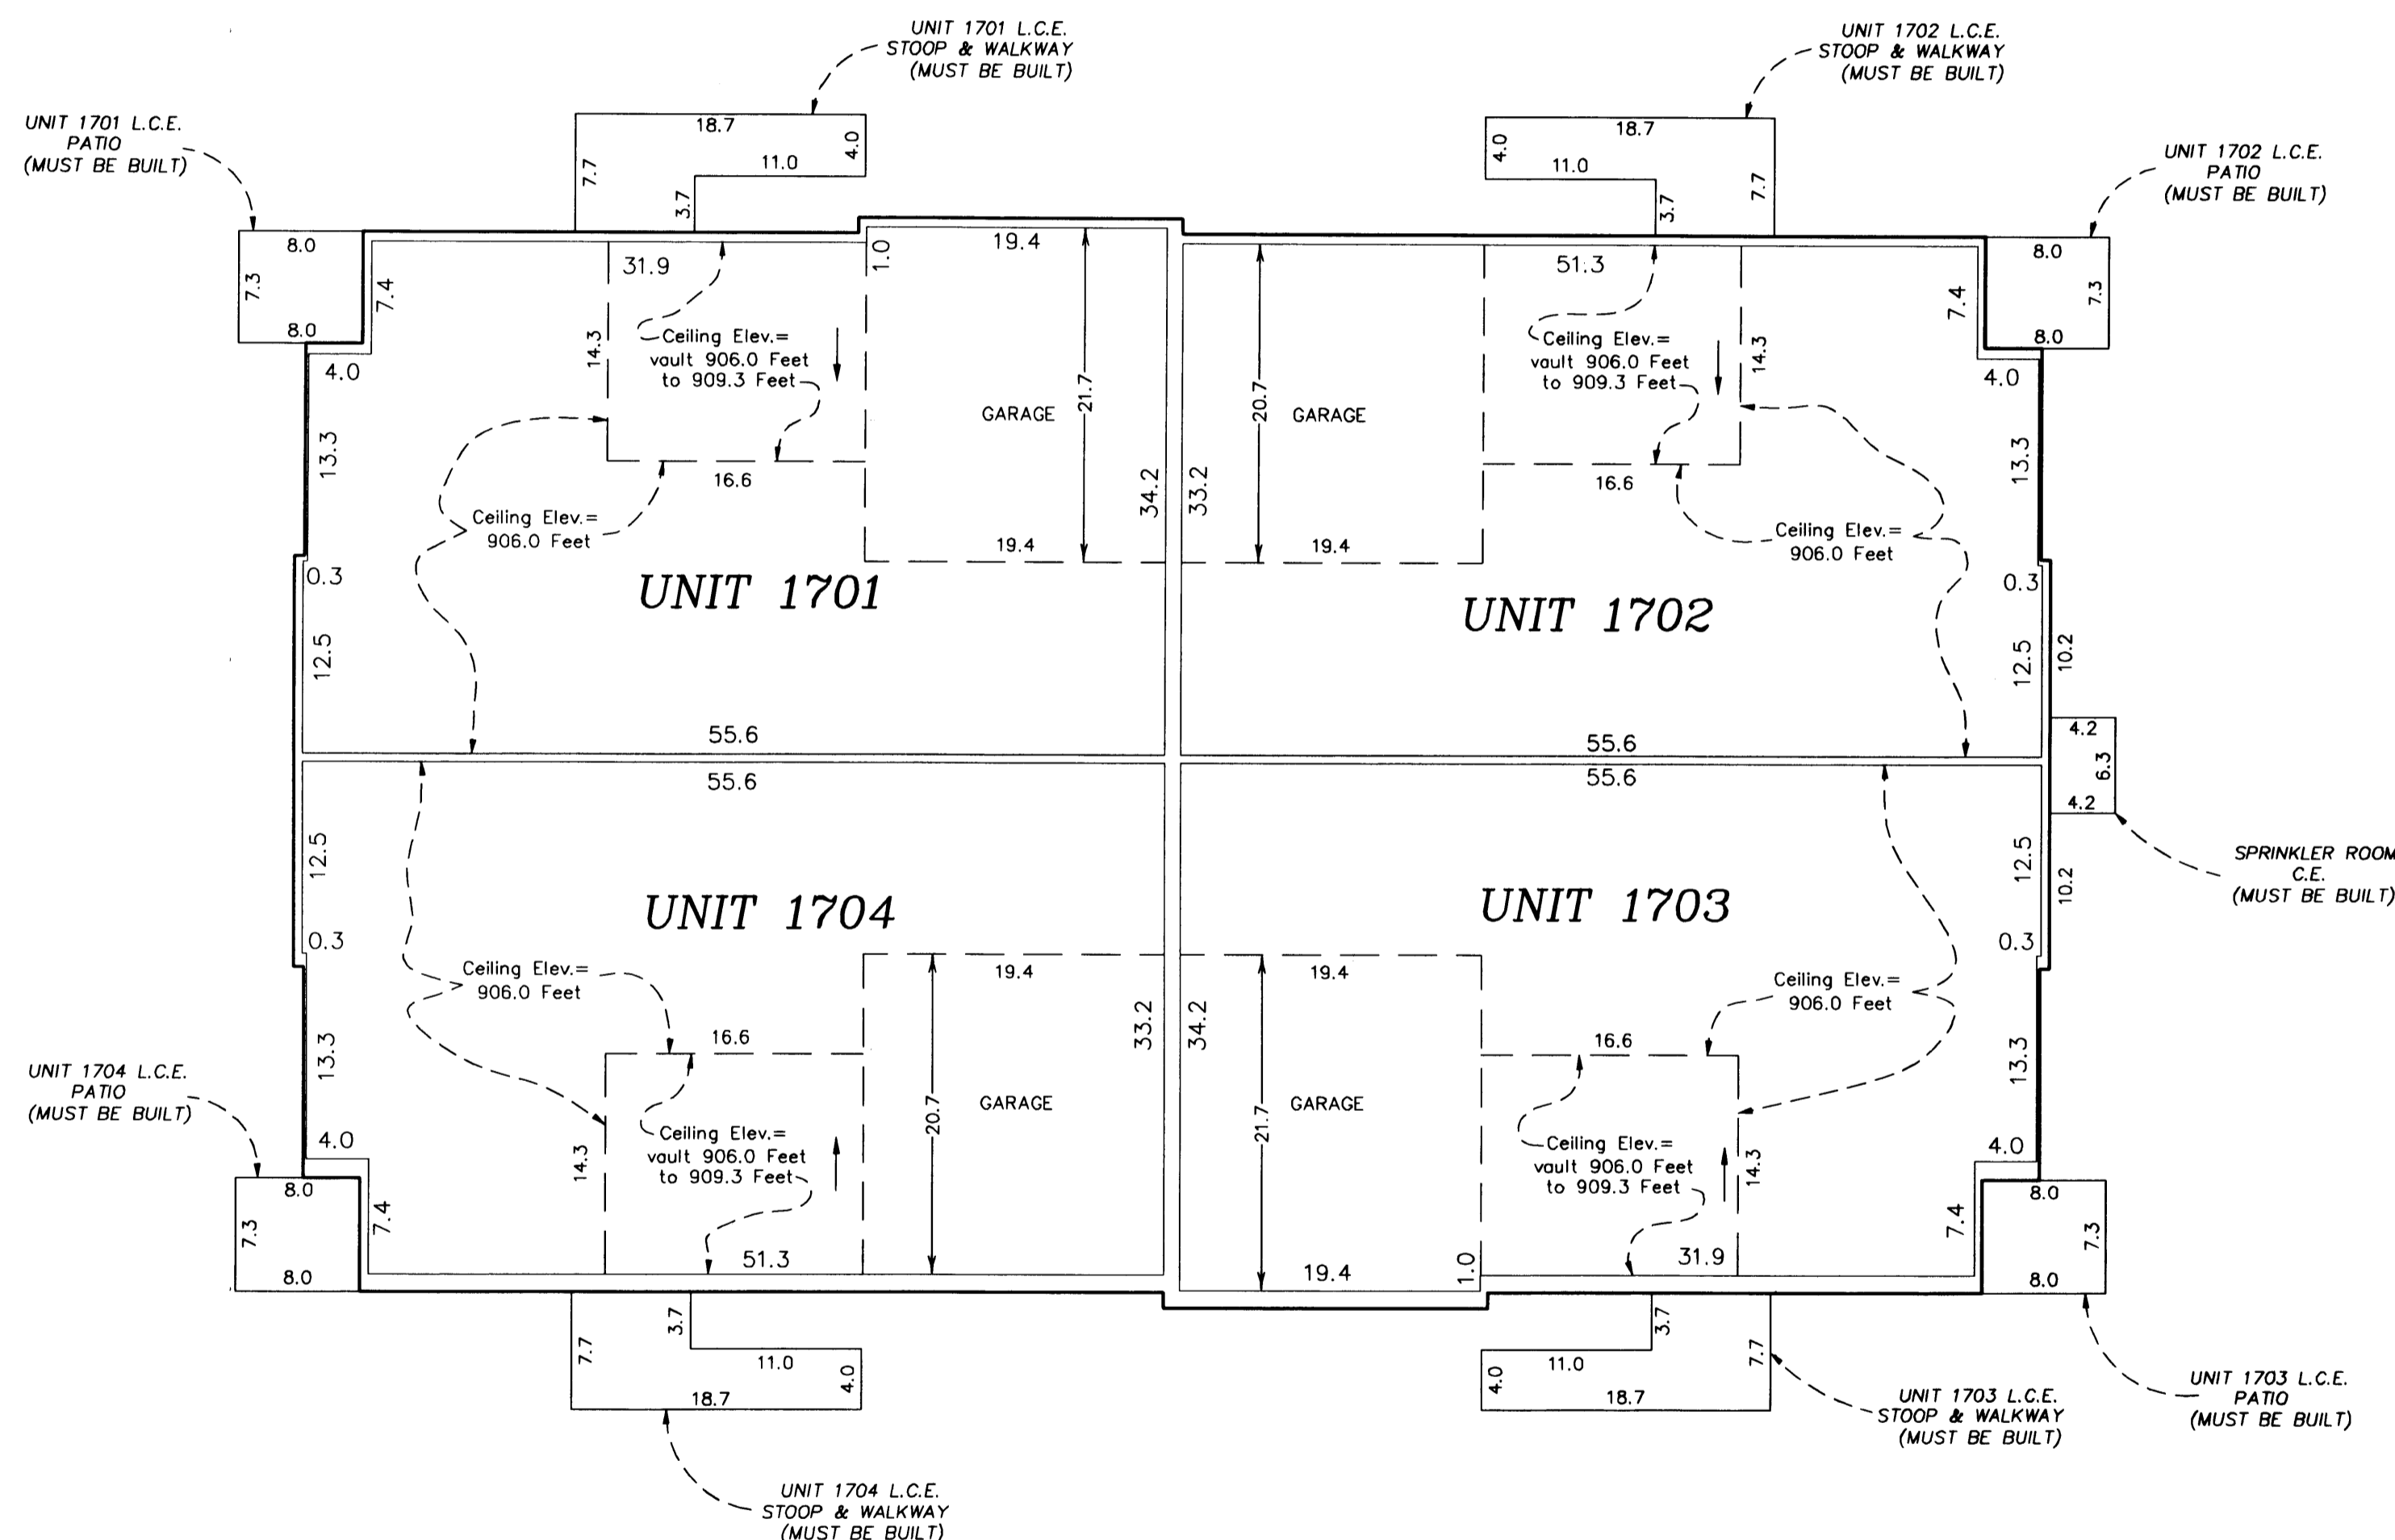 UNIT 1701 L.C.E.
STOOP & WALKWAY
(MUST BE BUILT)
UNIT 1702 L.C.E.
STOOP & WALKWAY
(MUST BE BUILT)
UNIT 1701 L.C.E.
PATIO
(MUST BE BUILT)
UNIT 1702 L.C.E.
PATIO
(MUST BE BUILT)
18.7
7.7
11.0
4.0
3.7
18.7
4.0
11.0
7.7
3.7
8.0
7.3
8.0
7.4
31.9
1.0
19.4
51.3
7.4
8.0
7.3
8.0
4.0
14.3
Ceiling Elev.=
vault 906.0 Feet
to 909.3 Feet
GARAGE
21.7
20.7
GARAGE
Ceiling Elev.=
vault 906.0 Feet
to 909.3 Feet
14.3
4.0
13.3
16.6
34.2
33.2
16.6
13.3
Ceiling Elev.=
906.0 Feet
19.4
19.4
Ceiling Elev.=
906.0 Feet
0.3
UNIT 1701
UNIT 1702
0.3
12.5
12.5
10.2
55.6
55.6
4.2
6.3
4.2
55.6
55.6
12.5
12.5
10.2
SPRINKLER ROOM
C.E.
(MUST BE BUILT)
UNIT 1704
UNIT 1703
0.3
0.3
Ceiling Elev.=
906.0 Feet
19.4
19.4
Ceiling Elev.=
906.0 Feet
13.3
16.6
33.2
34.2
16.6
13.3
UNIT 1704 L.C.E.
PATIO
(MUST BE BUILT)
4.0
14.3
Ceiling Elev.=
vault 906.0 Feet
to 909.3 Feet
20.7
GARAGE
21.7
GARAGE
Ceiling Elev.=
vault 906.0 Feet
to 909.3 Feet
14.3
4.0
8.0
7.3
8.0
7.4
51.3
19.4
1.0
31.9
7.4
8.0
7.3
8.0
3.7
7.7
11.0
4.0
18.7
3.7
7.7
11.0
4.0
18.7
UNIT 1703 L.C.E.
STOOP & WALKWAY
(MUST BE BUILT)
UNIT 1703 L.C.E.
PATIO
(MUST BE BUILT)
UNIT 1704 L.C.E.
STOOP & WALKWAY
(MUST BE BUILT)